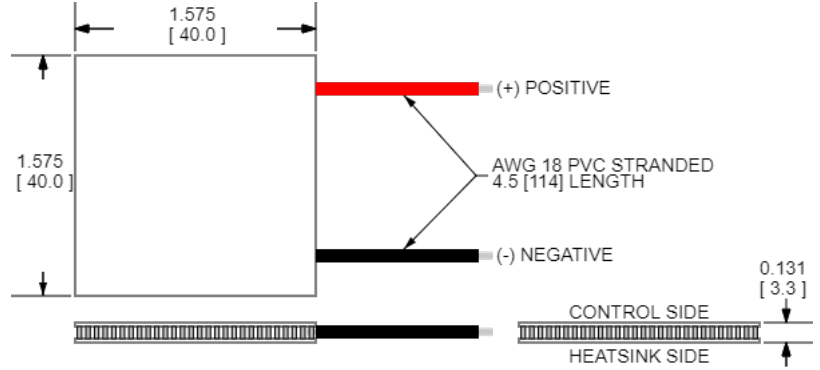 1.575
[ 40.0 ]
(+) POSITIVE
1.575
[ 40.0 ]
AWG 18 PVC STRANDED
4.5 [114] LENGTH
(-) NEGATIVE
0.131
[ 3.3 ]
CONTROL SIDE
HEATSINK SIDE